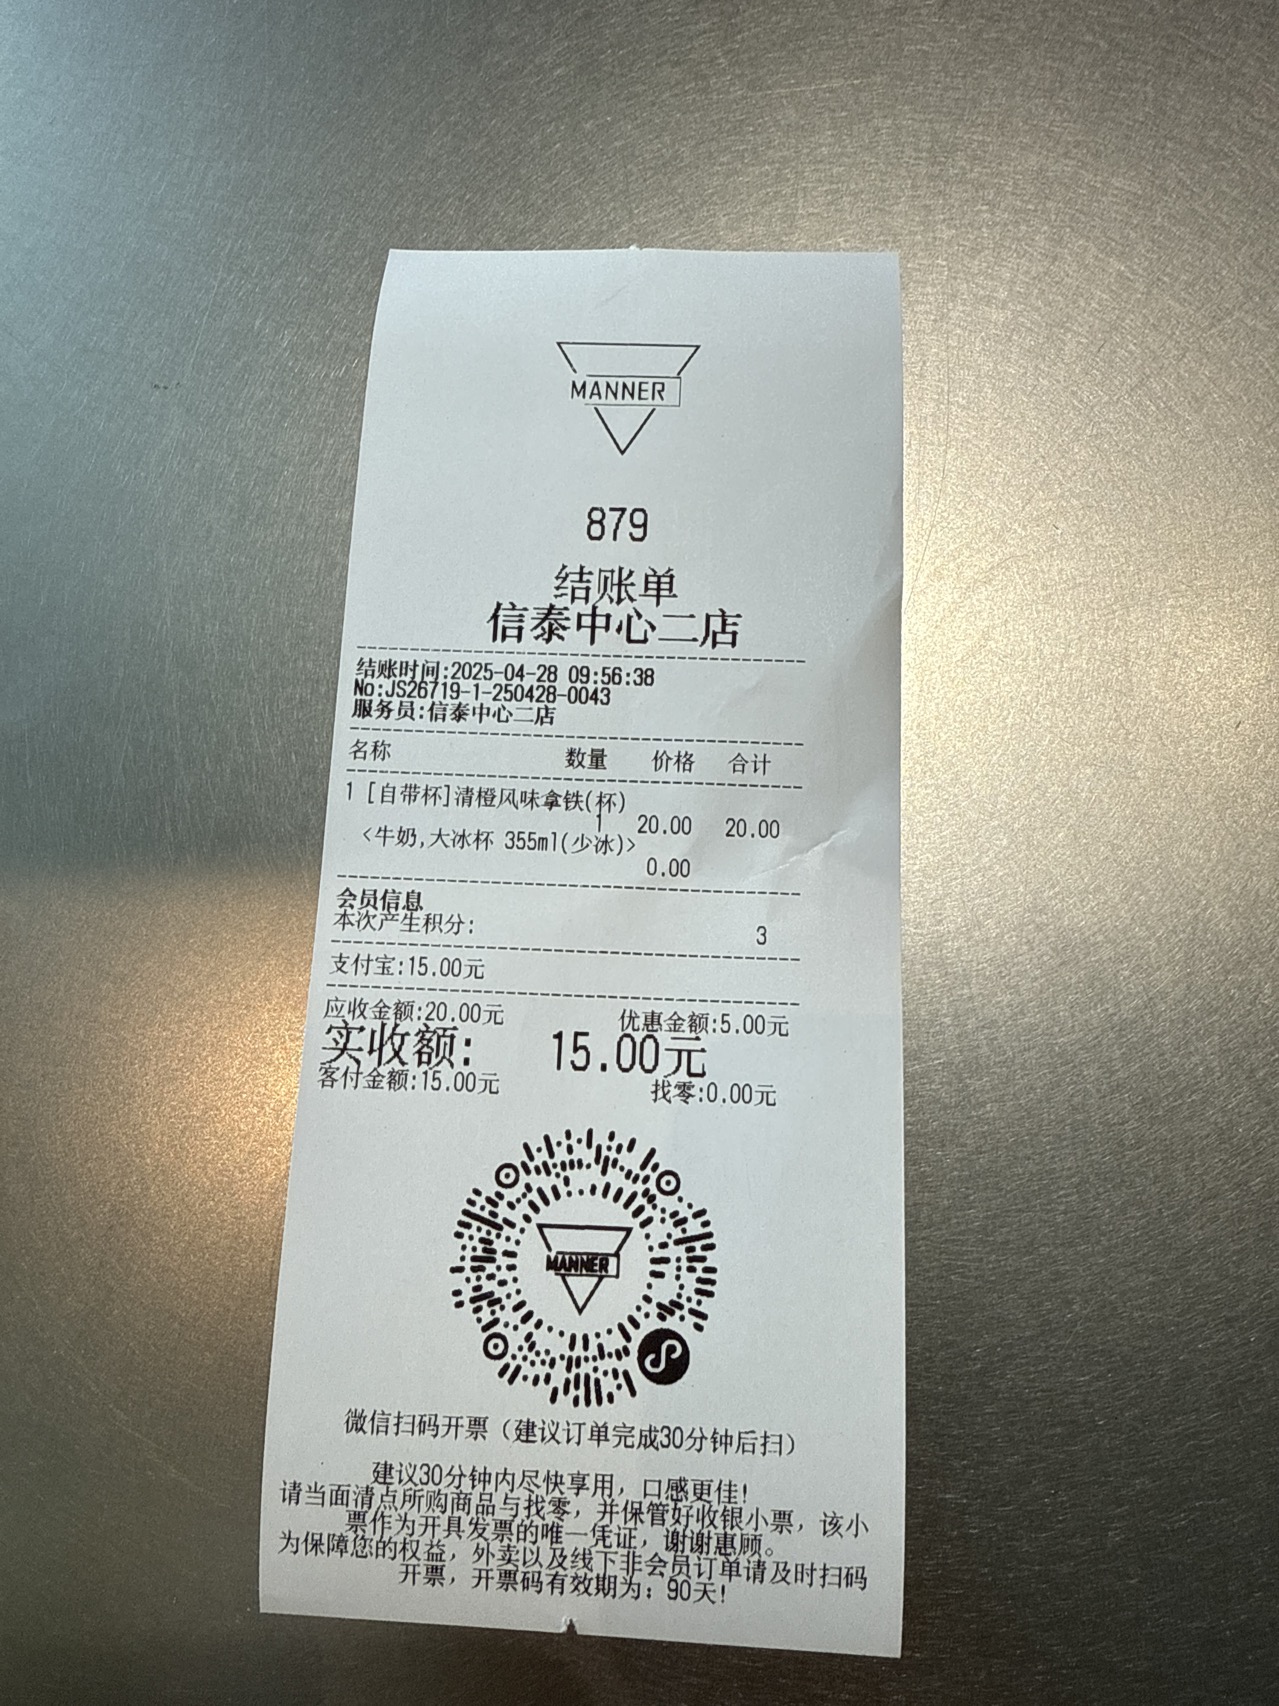 MANNER
879
结账单
信泰中心二店
结账时间:2025-04-28 09:56:38
No:JS26719-1-250428-0043
服务员:信泰中心二店
名称 数量 价格 合计
1 [自带杯]清橙风味拿铁(杯)
1 20.00 20.00
<牛奶,大冰杯 355ml(少冰)>
0.00
会员信息
本次产生积分: 3
支付宝:15.00元
应收金额:20.00元 优惠金额:5.00元
实收额: 15.00元
客付金额:15.00元 找零:0.00元
MANNER
微信扫码开票（建议订单完成30分钟后扫）
建议30分钟内尽快享用，口感更佳!
请当面清点所购商品与找零，并保管好收银小票，该小
票作为开具发票的唯一凭证，谢谢惠顾。
为保障您的权益，外卖以及线下非会员订单请及时扫码
开票，开票码有效期为：90天!